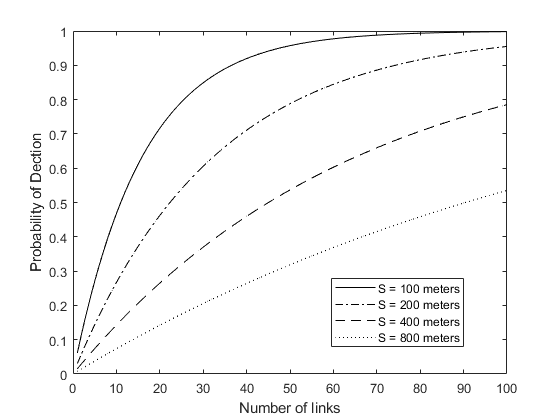 1
0.9
0.8
0.7
0.6
0.5
0.4
0.3
0.2
0.1
0
Probability of Dection
S = 100 meters
S = 200 meters
S = 400 meters
S = 800 meters
0 10 20 30 40 50 60 70 80 90 100
Number of links